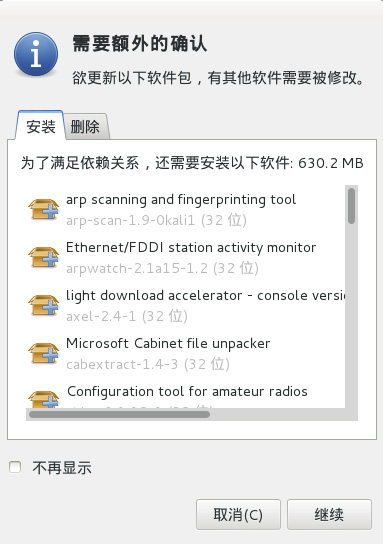 需要额外的确认
欲更新以下软件包，有其他软件需要被修改。
安装 删除
为了满足依赖关系，还需要安装以下软件: 630.2 MB
arp scanning and fingerprinting tool
arp-scan-1.9-0kali1 (32 位)
Ethernet/FDDI station activity monitor
arpwatch-2.1a15-1.2 (32 位)
light download accelerator - console versio
axel-2.4-1 (32 位)
Microsoft Cabinet file unpacker
cabextract-1.4-3 (32 位)
Configuration tool for amateur radios
不再显示
取消(C) 继续